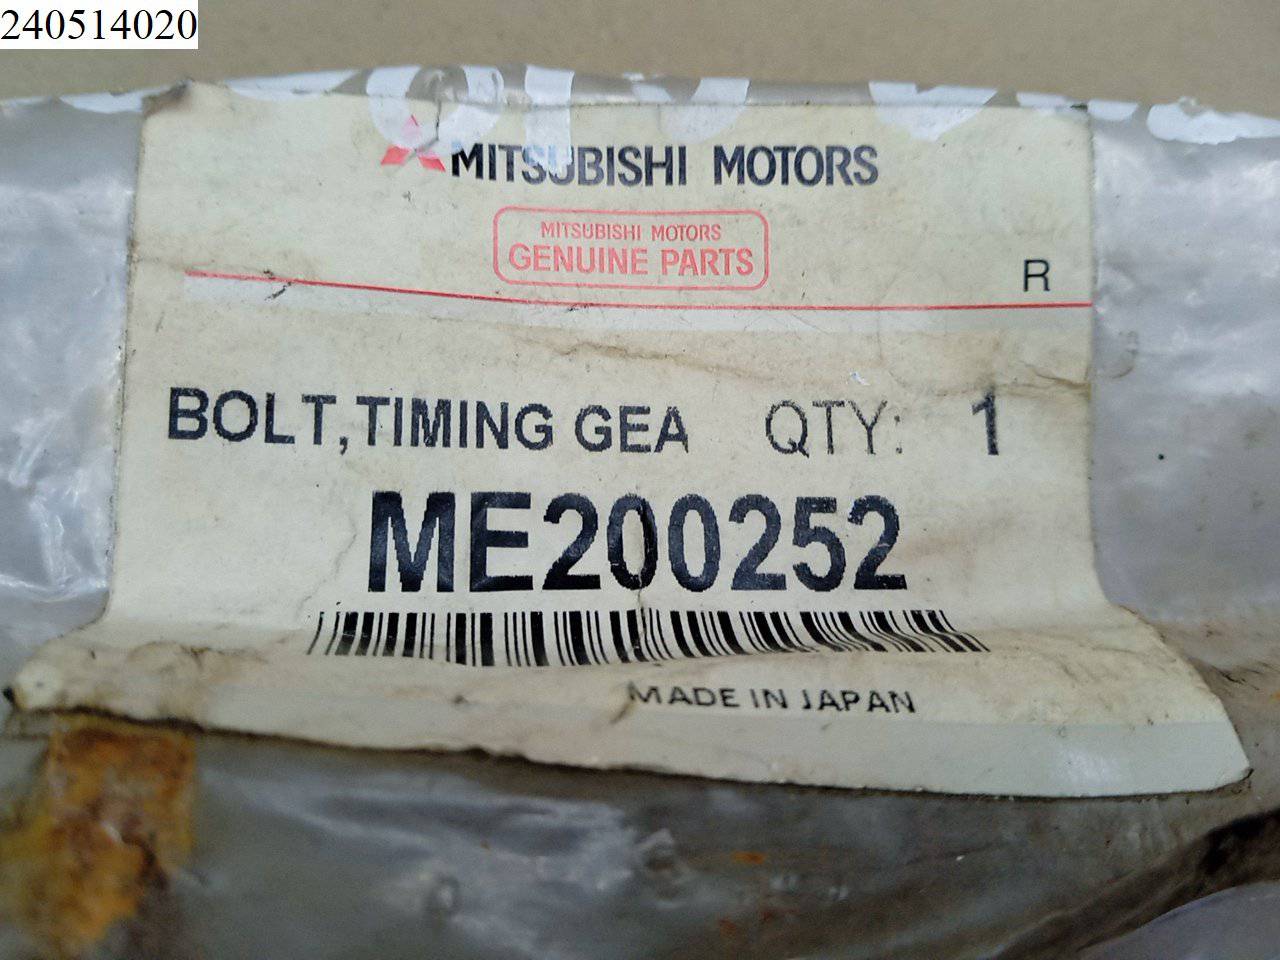 240514020
MITSUBISHI MOTORS
MITSUBISHI MOTORS
GENUINE PARTS
R
BOLT,TIMING GEA QTY: 1
ME200252
MADE IN JAPAN